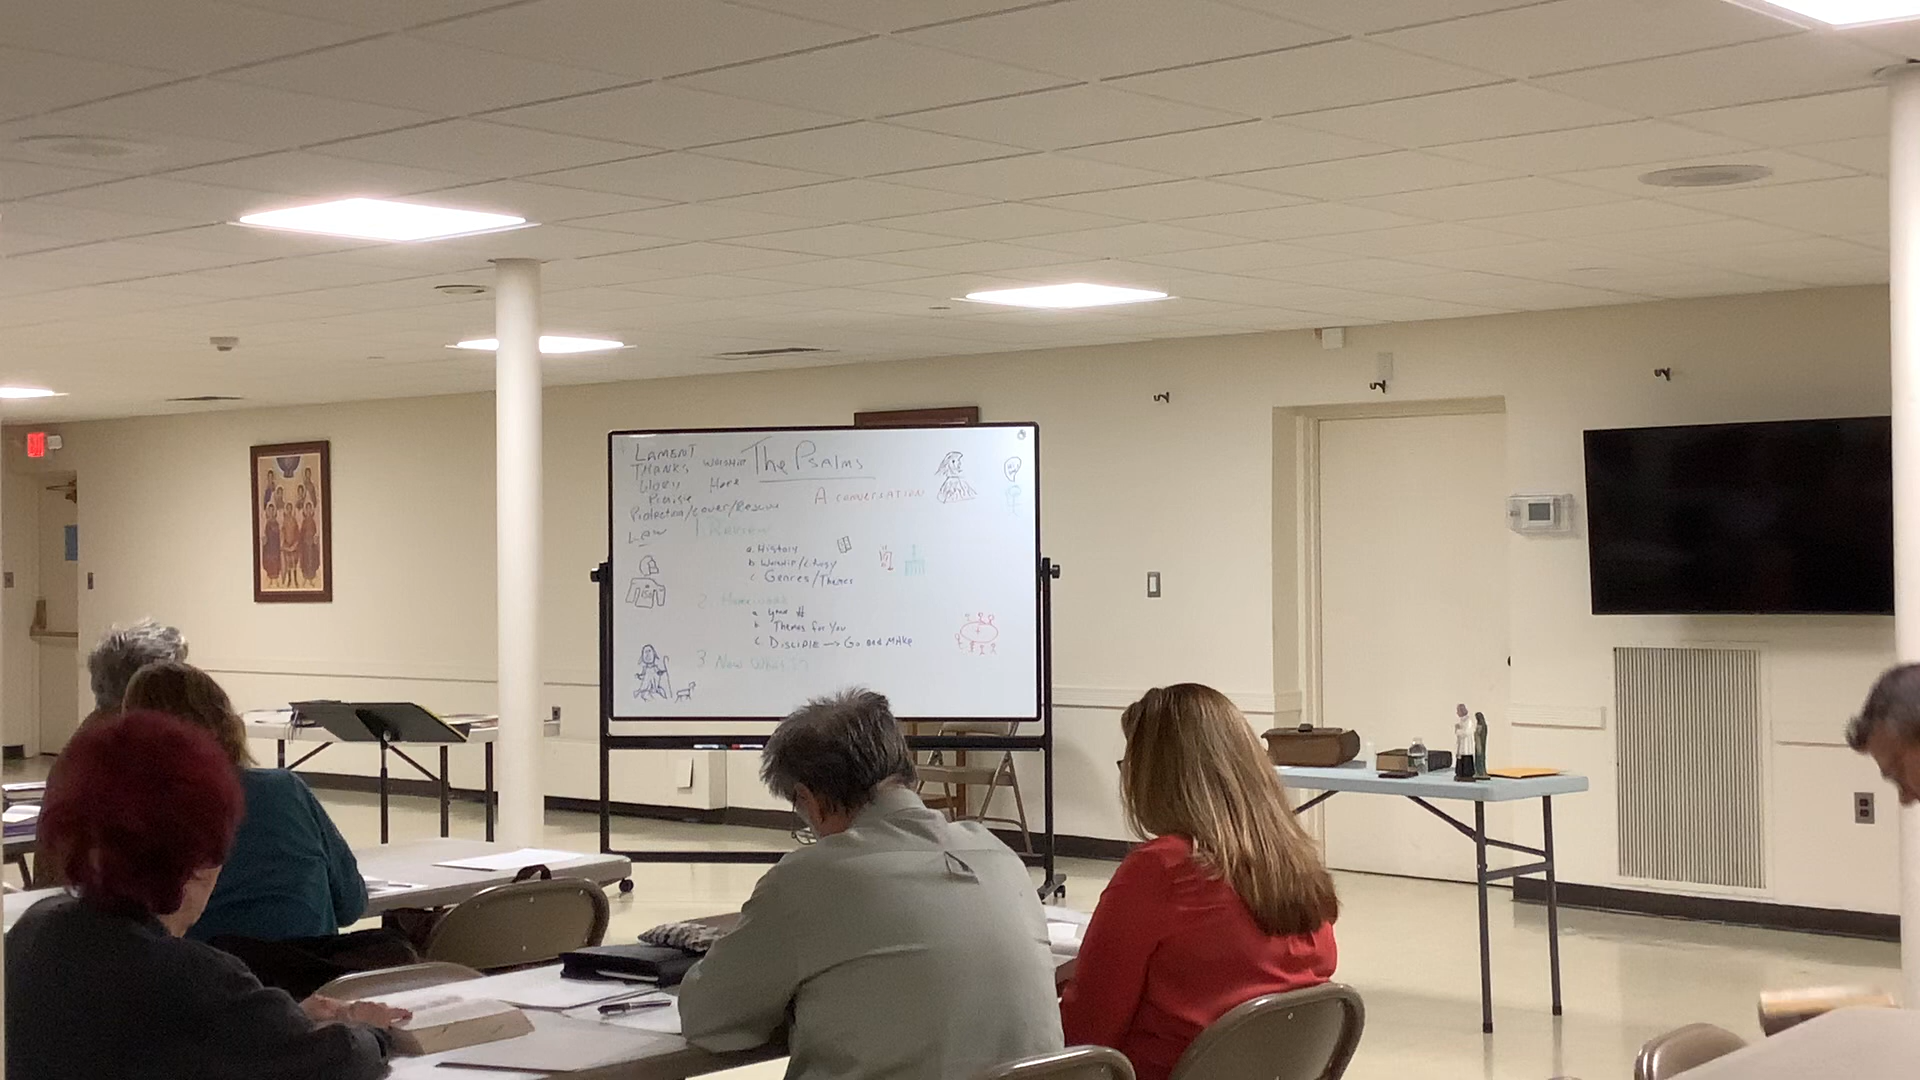 LAMENT
THANKS WORSHIP
Glory Hope
Praise
Protection/Cover/Rescue
Law
The Psalms
A CONVERSATION
1. Review
a. History
b. Worship/Liturgy
c. Genres/Themes
2. Homework
a. your #
b. Themes for You
c. DISCIPLE → Go and MAKe
3. Now What??